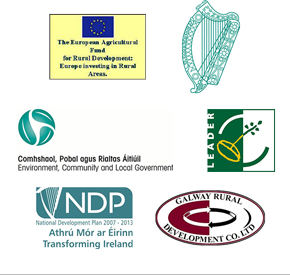 The European Agricultural
Fund
for Rural Development:
Europe investing in Rural
Areas.
Comhshaol, Pobal agus Rialtas Áitiúil
Environment, Community and Local Government
LEADER
NDP
National Development Plan 2007 - 2013
Athrú Mór ar Éirinn
Transforming Ireland
GALWAY RURAL
DEVELOPMENT CO. LTD